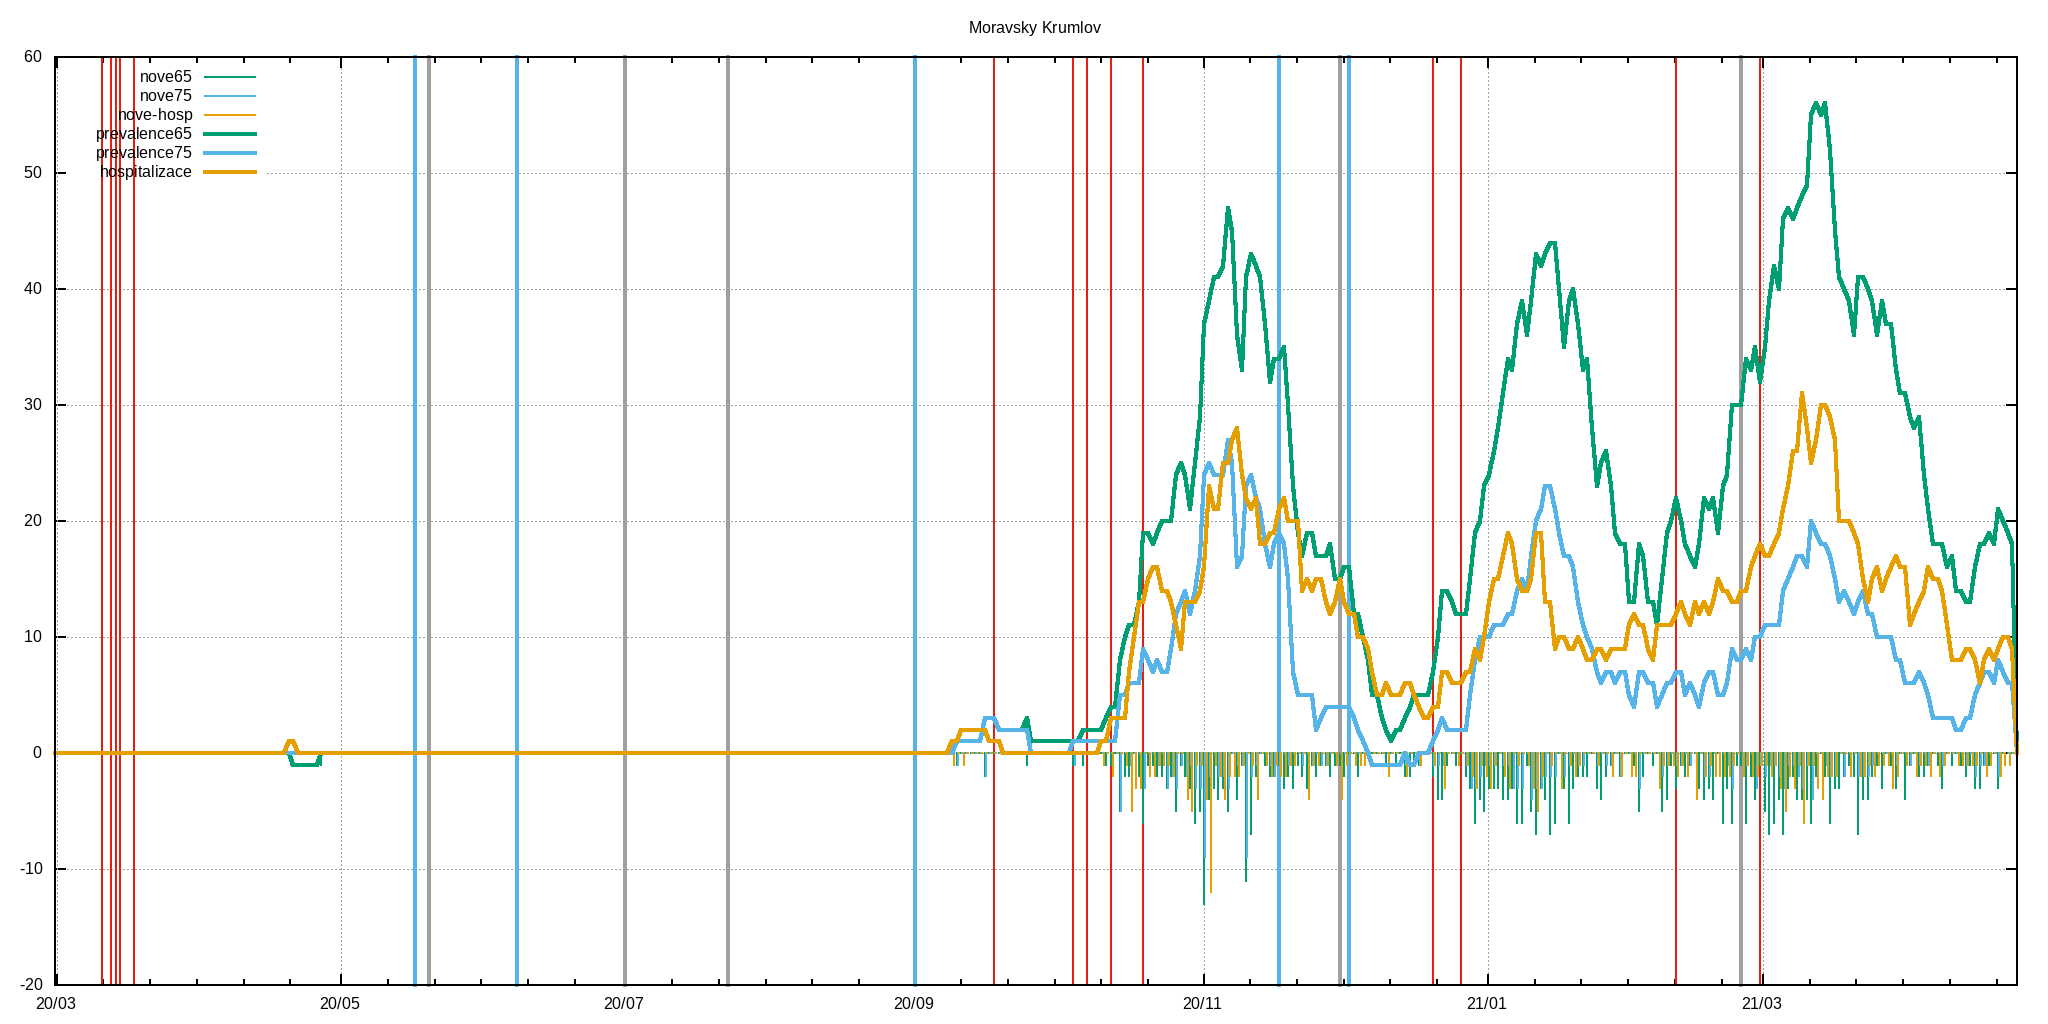 Moravsky Krumlov
60
50
40
30
20
10
0
-10
-20
nove65
nove75
nove-hosp
prevalence65
prevalence75
hospitalizace
20/03 20/05 20/07 20/09 20/11 21/01 21/03